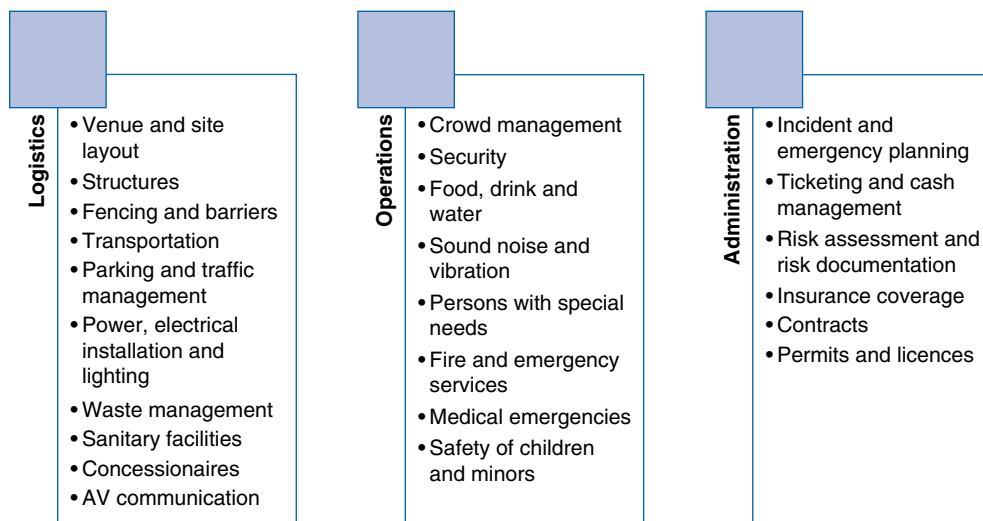 Logistics
• Venue and site
layout
• Structures
• Fencing and barriers
• Transportation
• Parking and traffic
management
• Power, electrical
installation and
lighting
• Waste management
• Sanitary facilities
• Concessionaires
• AV communication
Operations
• Crowd management
• Security
• Food, drink and
water
• Sound noise and
vibration
• Persons with special
needs
• Fire and emergency
services
• Medical emergencies
• Safety of children
and minors
Administration
• Incident and
emergency planning
• Ticketing and cash
management
• Risk assessment and
risk documentation
• Insurance coverage
• Contracts
• Permits and licences